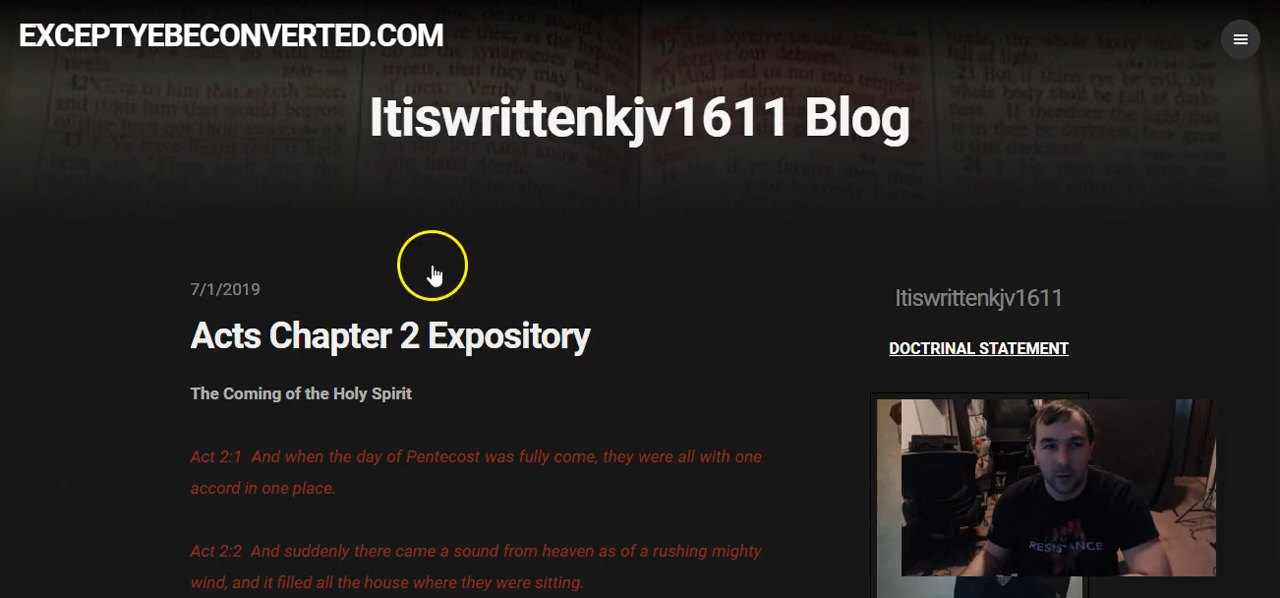 EXCEPTYEBECONVERTED.COM
Itiswrittenkjv1611 Blog
7/1/2019
Acts Chapter 2 Expository
The Coming of the Holy Spirit
Act 2:1 And when the day of Pentecost was fully come, they were all with one
accord in one place.
Act 2:2 And suddenly there came a sound from heaven as of a rushing mighty
wind, and it filled all the house where they were sitting.
Itiswrittenkjv1611
DOCTRINAL STATEMENT